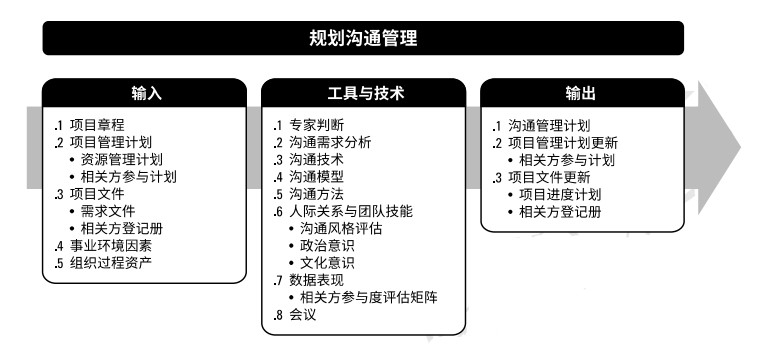 规划沟通管理
输入
.1 项目章程
.2 项目管理计划
• 资源管理计划
• 相关方参与计划
.3 项目文件
• 需求文件
• 相关方登记册
.4 事业环境因素
.5 组织过程资产
工具与技术
.1 专家判断
.2 沟通需求分析
.3 沟通技术
.4 沟通模型
.5 沟通方法
.6 人际关系与团队技能
• 沟通风格评估
• 政治意识
• 文化意识
.7 数据表现
• 相关方参与度评估矩阵
.8 会议
输出
.1 沟通管理计划
.2 项目管理计划更新
• 相关方参与计划
.3 项目文件更新
• 项目进度计划
• 相关方登记册